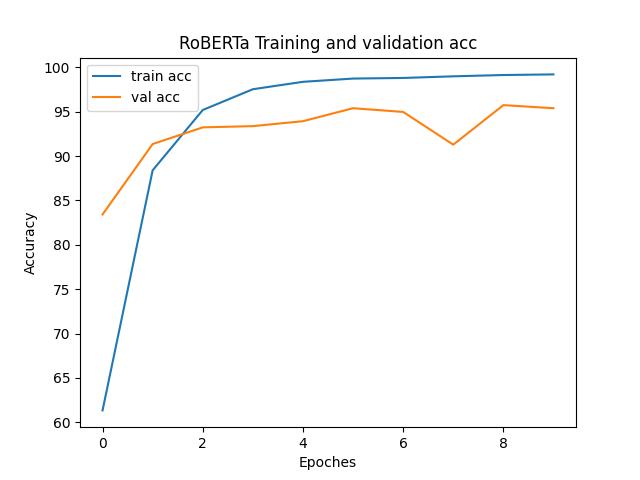 RoBERTa Training and validation acc
train acc
val acc
100
95
90
85
80
75
70
65
60
Accuracy
0 2 4 6 8
Epoches